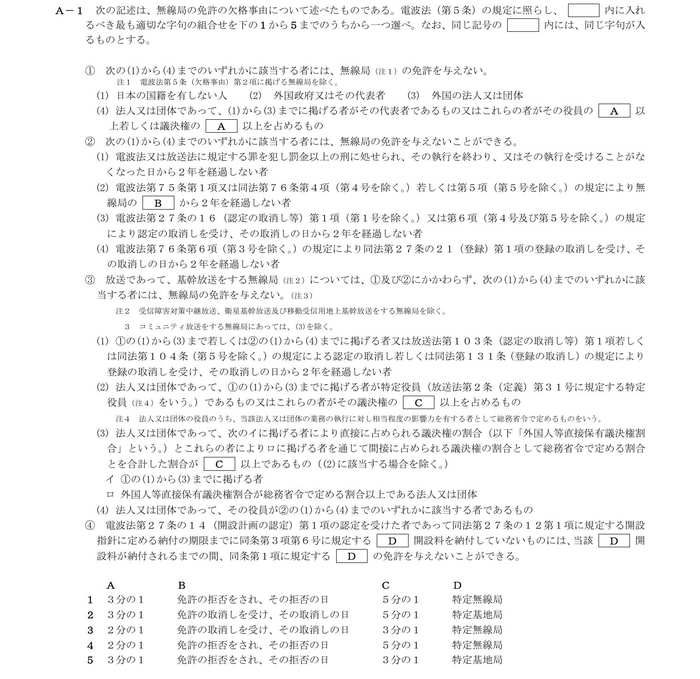 A－1　次の記述は、無線局の免許の欠格事由について述べたものである。電波法（第５条）の規定に照らし、　　　　内に入れ
るべき最も適切な字句の組合せを下の1から5までのうちから一つ選べ。なお、同じ記号の　　　　内には、同じ字句が入
るものとする。
①　次の(1)から(4)までのいずれかに該当する者には、無線局（注１）の免許を与えない。
注１　電波法第５条（欠格事由）第２項に掲げる無線局を除く。
(1)　日本の国籍を有しない人　　(2)　外国政府又はその代表者　　(3)　外国の法人又は団体
(4)　法人又は団体であって、(1)から(3)までに掲げる者がその代表者であるもの又はこれらの者がその役員の　A　以
上若しくは議決権の　A　以上を占めるもの
②　次の(1)から(4)までのいずれかに該当する者には、無線局の免許を与えないことができる。
(1)　電波法又は放送法に規定する罪を犯し罰金以上の刑に処せられ、その執行を終わり、又はその執行を受けることがな
くなった日から２年を経過しない者
(2)　電波法第７５条第１項又は同法第７６条第４項（第４号を除く。）若しくは第５項（第５号を除く。）の規定により無
線局の　B　から２年を経過しない者
(3)　電波法第２７条の１６（認定の取消し等）第１項（第１号を除く。）又は第６項（第４号及び第５号を除く。）の規定
により認定の取消しを受け、その取消しの日から２年を経過しない者
(4)　電波法第７６条第６項（第３号を除く。）の規定により同法第２７条の２１（登録）第１項の登録の取消しを受け、そ
の取消しの日から２年を経過しない者
③　放送であって、基幹放送をする無線局（注２）については、①及び②にかかわらず、次の(1)から(4)までのいずれかに該
当する者には、無線局の免許を与えない。（注３）
注２　受信障害対策中継放送、衛星基幹放送及び移動受信用地上基幹放送をする無線局を除く。
３　コミュニティ放送をする無線局にあっては、(3)を除く。
(1)　①の(1)から(3)まで若しくは②の(1)から(4)までに掲げる者又は放送法第１０３条（認定の取消し等）第１項若しく
は同法第１０４条（第５号を除く。）の規定による認定の取消し若しくは同法第１３１条（登録の取消し）の規定により
登録の取消しを受け、その取消しの日から２年を経過しない者
(2)　法人又は団体であって、①の(1)から(3)までに掲げる者が特定役員（放送法第２条（定義）第３１号に規定する特定
役員（注４）をいう。）であるもの又はこれらの者がその議決権の　C　以上を占めるもの
注４　法人又は団体の役員のうち、当該法人又は団体の業務の執行に対し相当程度の影響力を有する者として総務省令で定めるものをいう。
(3)　法人又は団体であって、次のイに掲げる者により直接に占められる議決権の割合（以下「外国人等直接保有議決権割
合」という。）とこれらの者によりロに掲げる者を通じて間接に占められる議決権の割合として総務省令で定める割合
とを合計した割合が　C　以上であるもの（(2)に該当する場合を除く。）
イ　①の(1)から(3)までに掲げる者
ロ　外国人等直接保有議決権割合が総務省令で定める割合以上である法人又は団体
(4)　法人又は団体であって、その役員が②の(1)から(4)までのいずれかに該当する者であるもの
④　電波法第２７条の１４（開設計画の認定）第１項の認定を受けた者であって同法第２７条の１２第１項に規定する開設
指針に定める納付の期限までに同条第３項第６号に規定する　D　開設料を納付していないものには、当該　D　開
設料が納付されるまでの間、同条第１項に規定する　D　の免許を与えないことができる。
A　B　C　D
1　３分の１　免許の拒否をされ、その拒否の日　５分の１　特定無線局
2　３分の１　免許の取消しを受け、その取消しの日　５分の１　特定基地局
3　２分の１　免許の取消しを受け、その取消しの日　３分の１　特定無線局
4　２分の１　免許の拒否をされ、その拒否の日　５分の１　特定無線局
5　３分の１　免許の拒否をされ、その拒否の日　３分の１　特定基地局